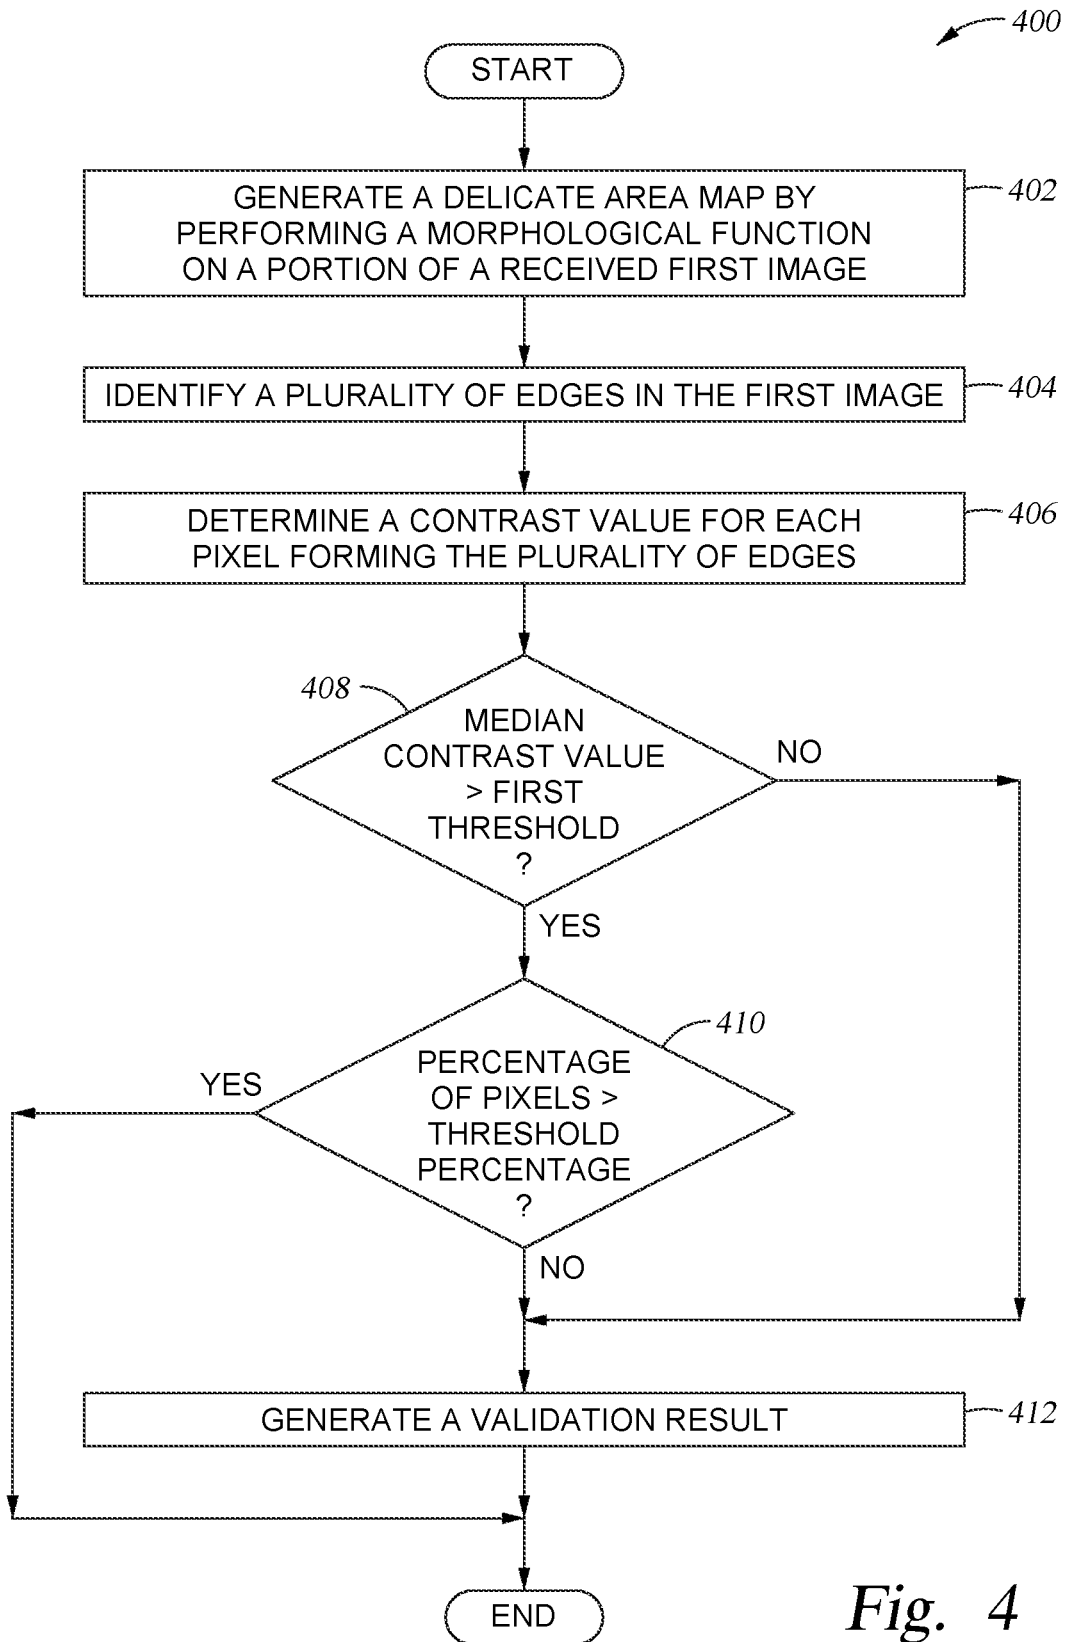 400
START
GENERATE A DELICATE AREA MAP BY
PERFORMING A MORPHOLOGICAL FUNCTION
ON A PORTION OF A RECEIVED FIRST IMAGE
402
IDENTIFY A PLURALITY OF EDGES IN THE FIRST IMAGE
404
DETERMINE A CONTRAST VALUE FOR EACH
PIXEL FORMING THE PLURALITY OF EDGES
406
408
MEDIAN
CONTRAST VALUE
> FIRST
THRESHOLD
?
NO
YES
410
PERCENTAGE
OF PIXELS >
THRESHOLD
PERCENTAGE
?
YES
NO
GENERATE A VALIDATION RESULT
412
END
Fig. 4